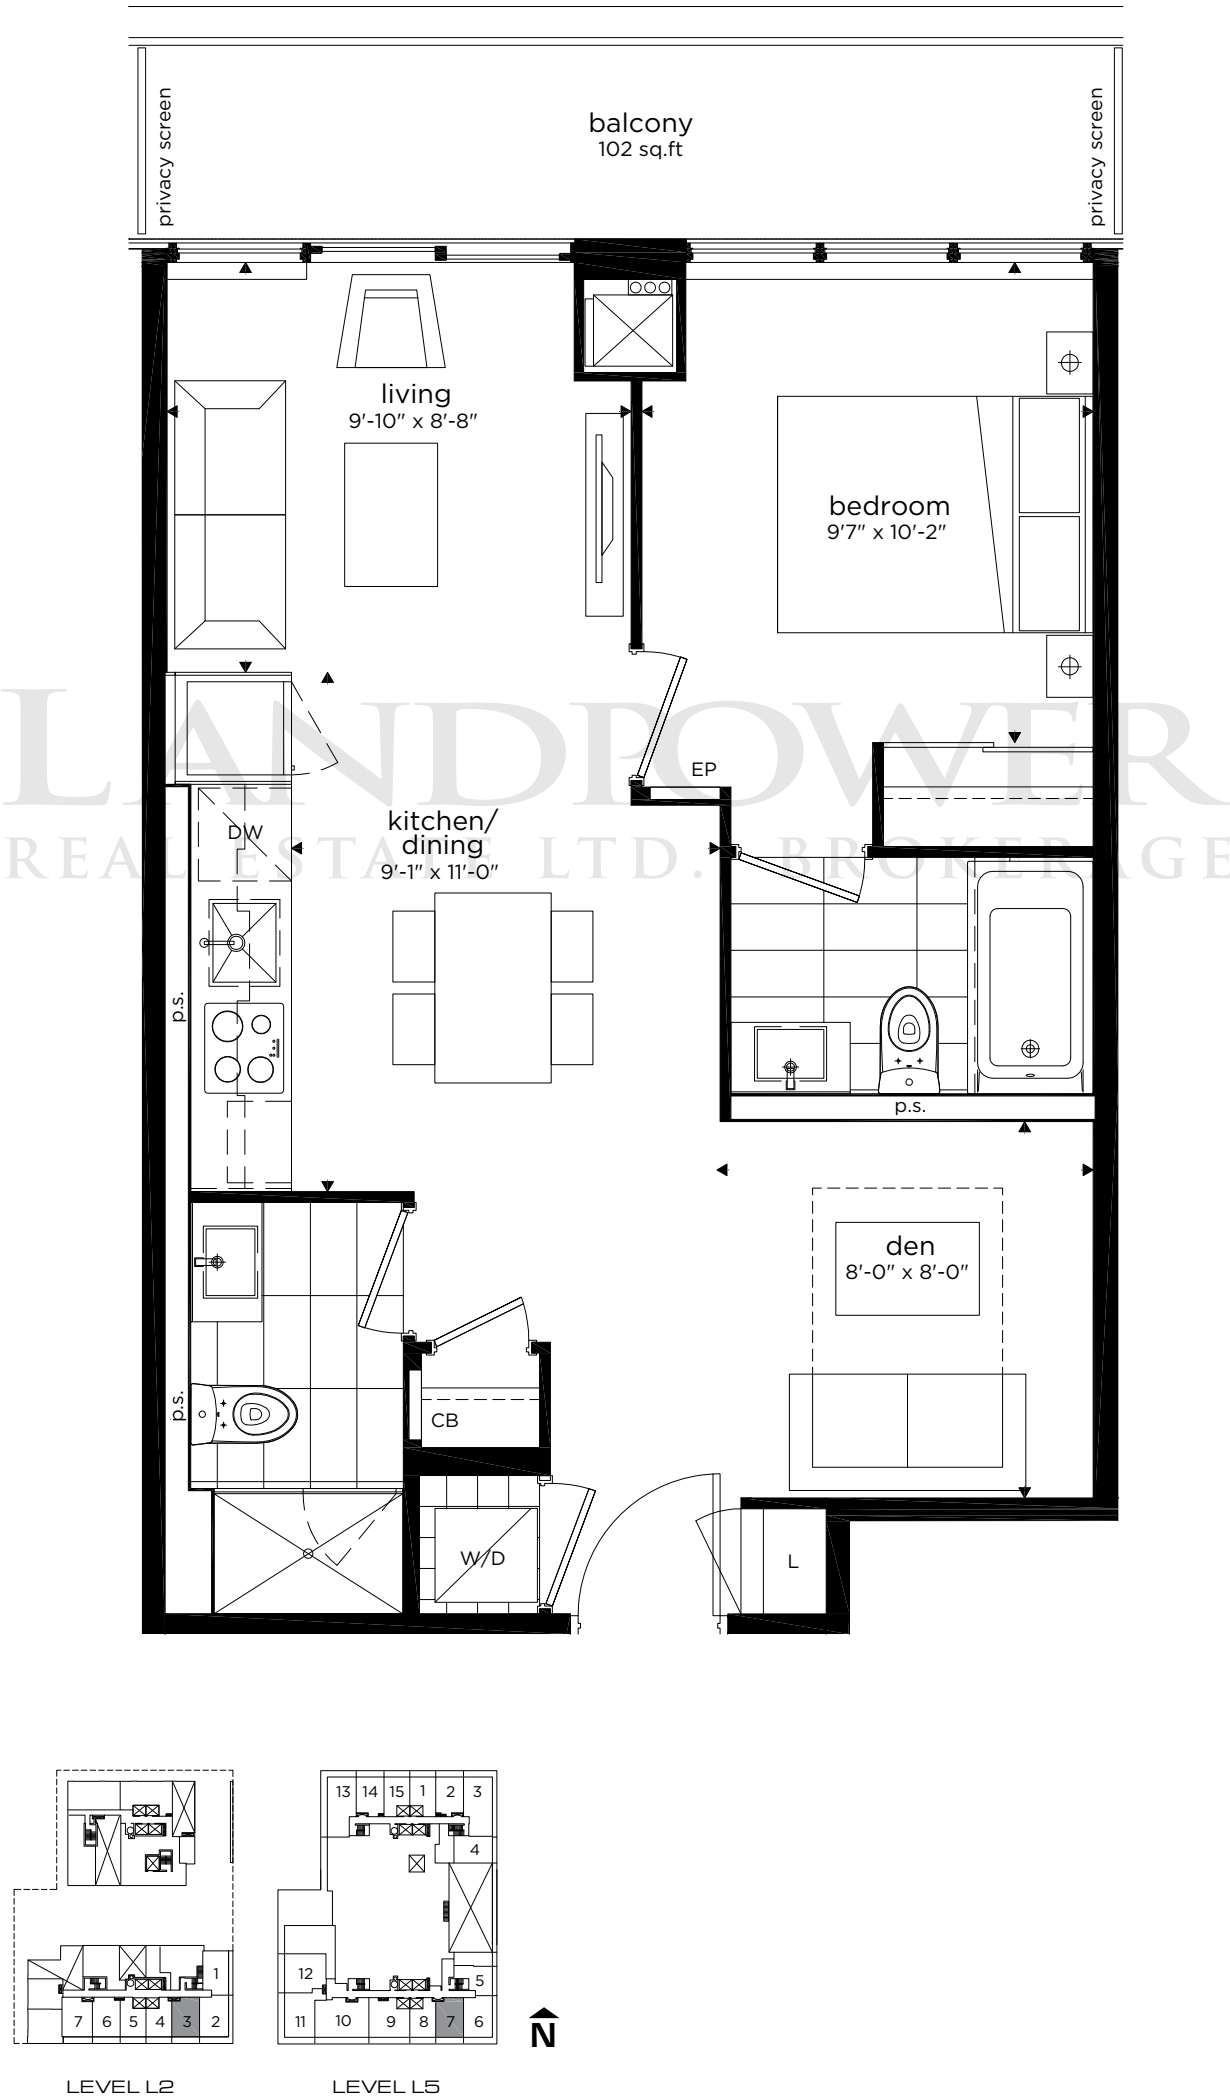 privacy screen
balcony
102 sq.ft
privacy screen
living
9'-10" x 8'-8"
bedroom
9'7" x 10'-2"
LANDPOWER
REAL ESTATE LTD. BROKERAGE
EP
DW
kitchen/
dining
9'-1" x 11'-0"
p.s.
p.s.
den
8'-0" x 8'-0"
p.s.
CB
W/D
L
13 14 15 1 2 3
4
12
5
11 10 9 8 7 6
1
7 6 5 4 3 2
N
LEVEL L2
LEVEL L5